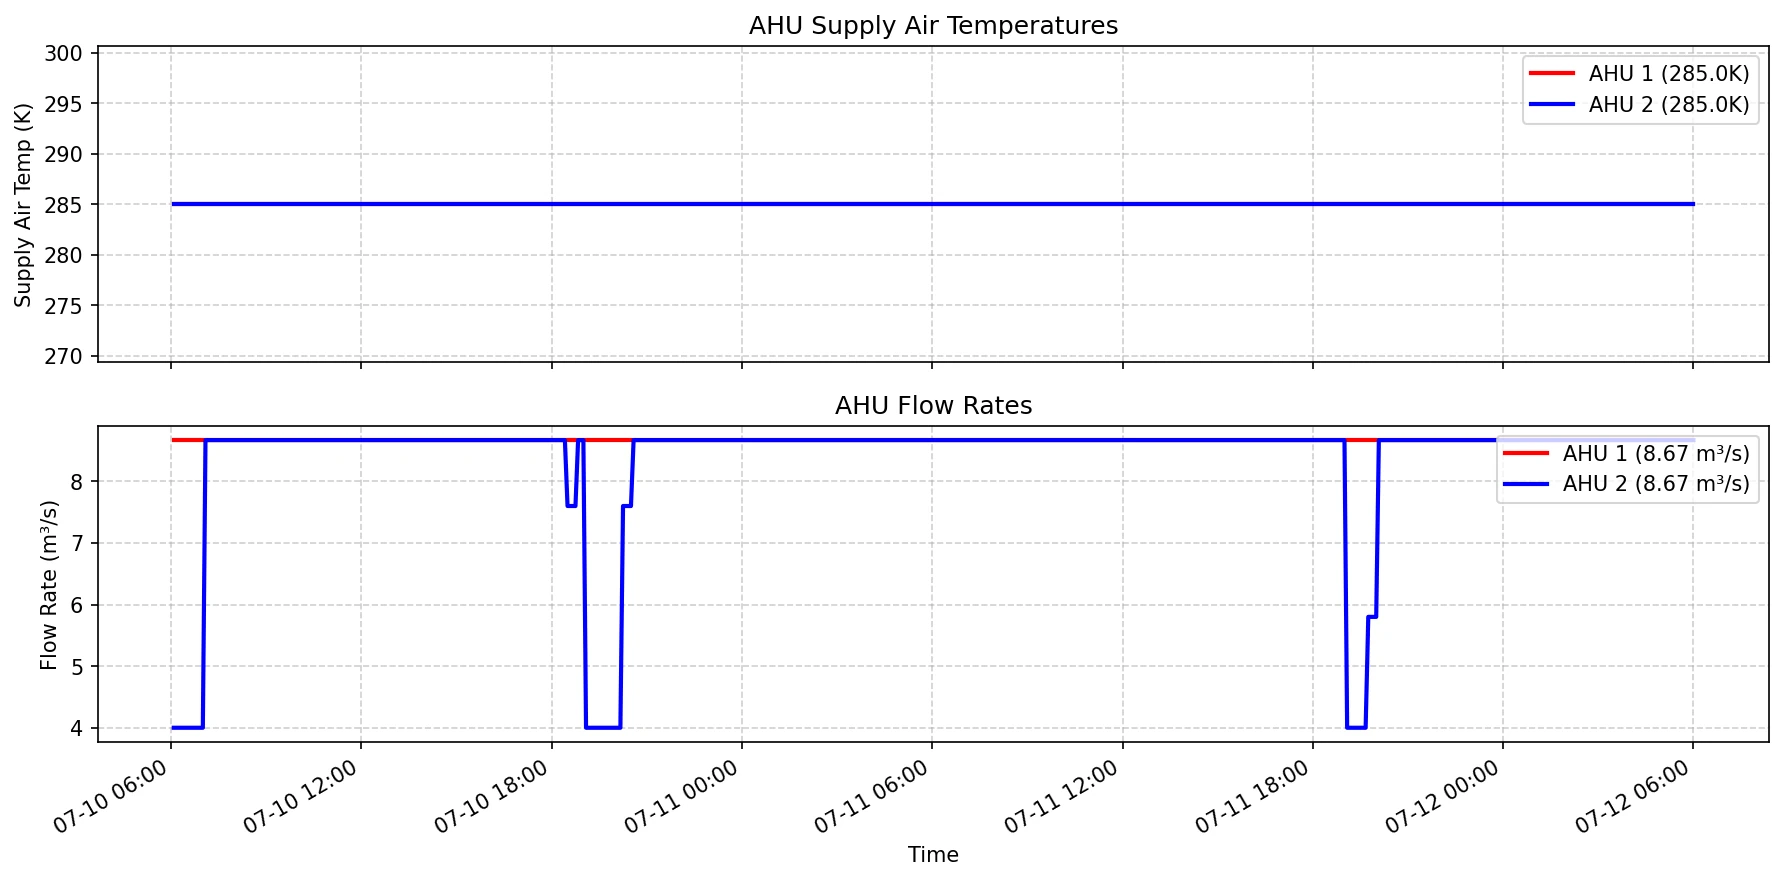 AHU Supply Air Temperatures
Supply Air Temp (K)
300
295
290
285
280
275
270
AHU 1 (285.0K)
AHU 2 (285.0K)
AHU Flow Rates
Flow Rate (m³/s)
8
7
6
5
4
AHU 1 (8.67 m³/s)
AHU 2 (8.67 m³/s)
07-10 06:00
07-10 12:00
07-10 18:00
07-11 00:00
07-11 06:00
07-11 12:00
07-11 18:00
07-12 00:00
07-12 06:00
Time